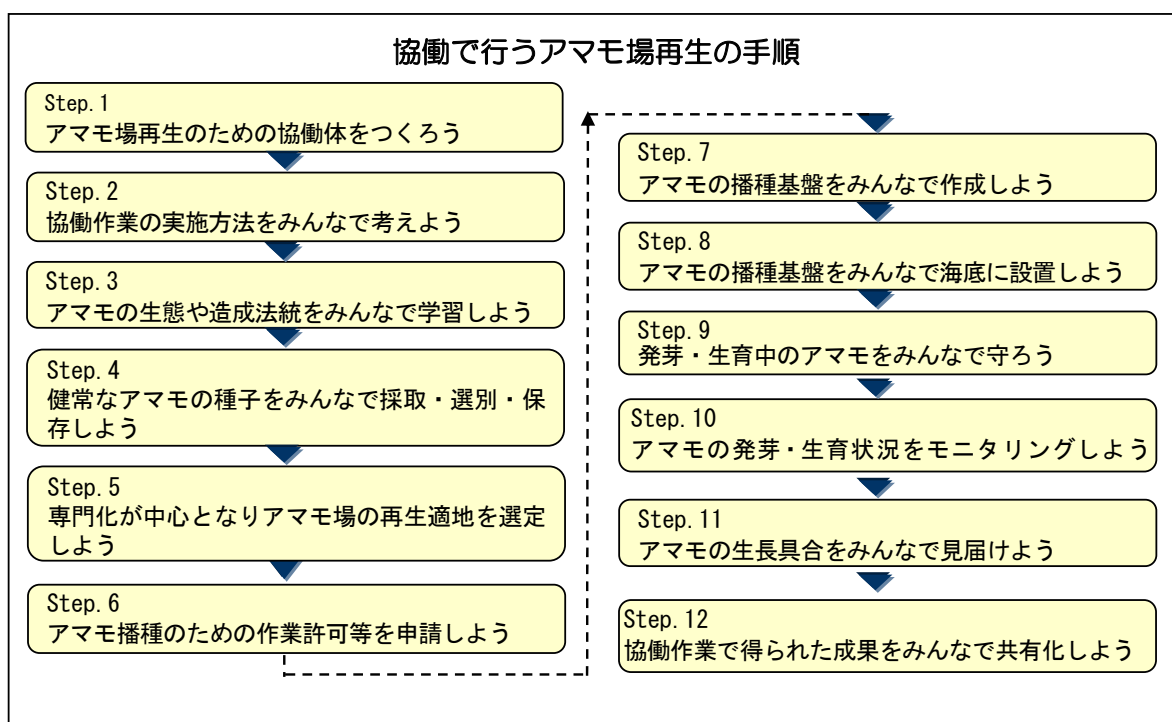 協働で行うアマモ場再生の手順
Step.1
アマモ場再生のための協働体をつくろう
Step.2
協働作業の実施方法をみんなで考えよう
Step.3
アマモの生態や造成法統をみんなで学習しよう
Step.4
健常なアマモの種子をみんなで採取・選別・保
存しよう
Step.5
専門化が中心となりアマモ場の再生適地を選定
しよう
Step.6
アマモ播種のための作業許可等を申請しよう
Step.7
アマモの播種基盤をみんなで作成しよう
Step.8
アマモの播種基盤をみんなで海底に設置しよう
Step.9
発芽・生育中のアマモをみんなで守ろう
Step.10
アマモの発芽・生育状況をモニタリングしよう
Step.11
アマモの生長具合をみんなで見届けよう
Step.12
協働作業で得られた成果をみんなで共有化しよう